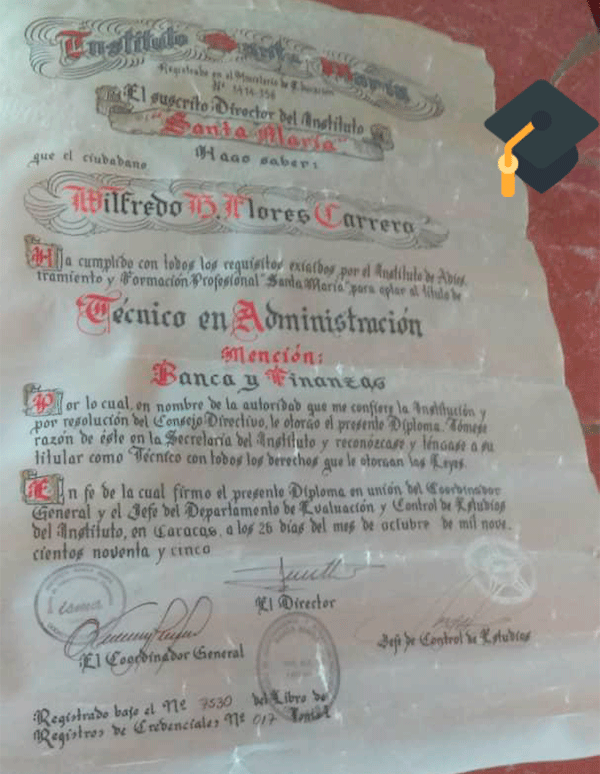 Instituto Santa María
Registrado en el Ministerio de Educación
Nº 1414-354
El suscrito Director del Instituto
"Santa María"
Hago saber:
que el ciudadano
Wilfredo H. Flores Carrero
Ha cumplido con todos los requisitos exigidos por el Instituto de Adies
tramiento y Formación Profesional "Santa María" para optar al título de
Técnico en Administración
Mención:
Banca y Finanzas
Por lo cual, en nombre de la autoridad que me confiere la Institución y
por resolución del Consejo Directivo, le otorgo el presente Diploma. Tómese
razón de éste en la Secretaría del Instituto y reconózcase y téngase a su
titular como Técnico con todos los derechos que le otorgan las Leyes.
En fe de la cual firmo el presente Diploma en unión del Coordinador
General y el Jefe del Departamento de Evaluación y Control de Estudios
del Instituto, en Caracas, a los 26 días del mes de octubre de mil nove.
cientos noventa y cinco
isma
El Director
El Coordinador General
Jefe de Control de Estudios
Registrado bajo el Nº 7530 del Libro de
Registros de Credenciales Nº 017 Tomo I